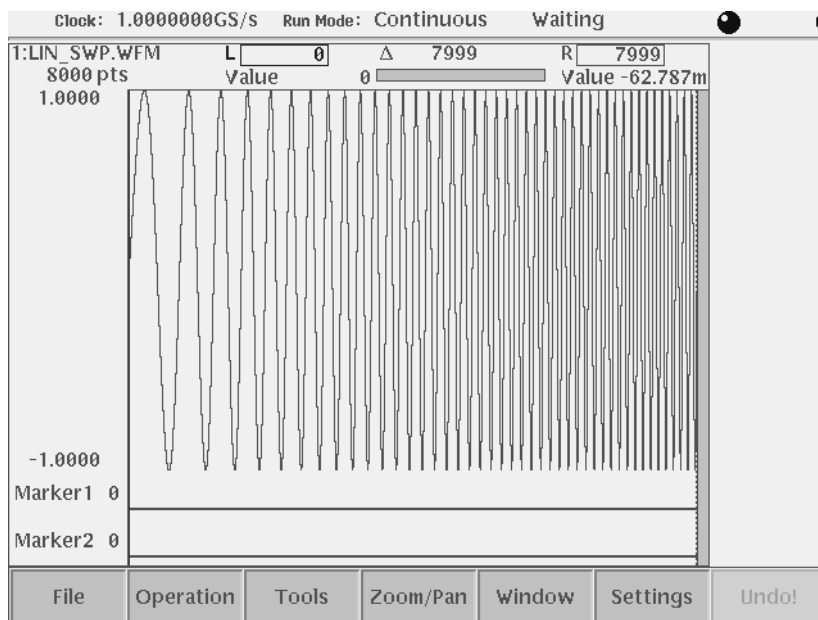 Clock: 1.0000000GS/s Run Mode: Continuous Waiting
1:LIN_SWP.WFM L 0 Δ 7999 R 7999
8000 pts Value 0 Value -62.787m
1.0000
-1.0000
Marker1 0
Marker2 0
File Operation Tools Zoom/Pan Window Settings Undo!